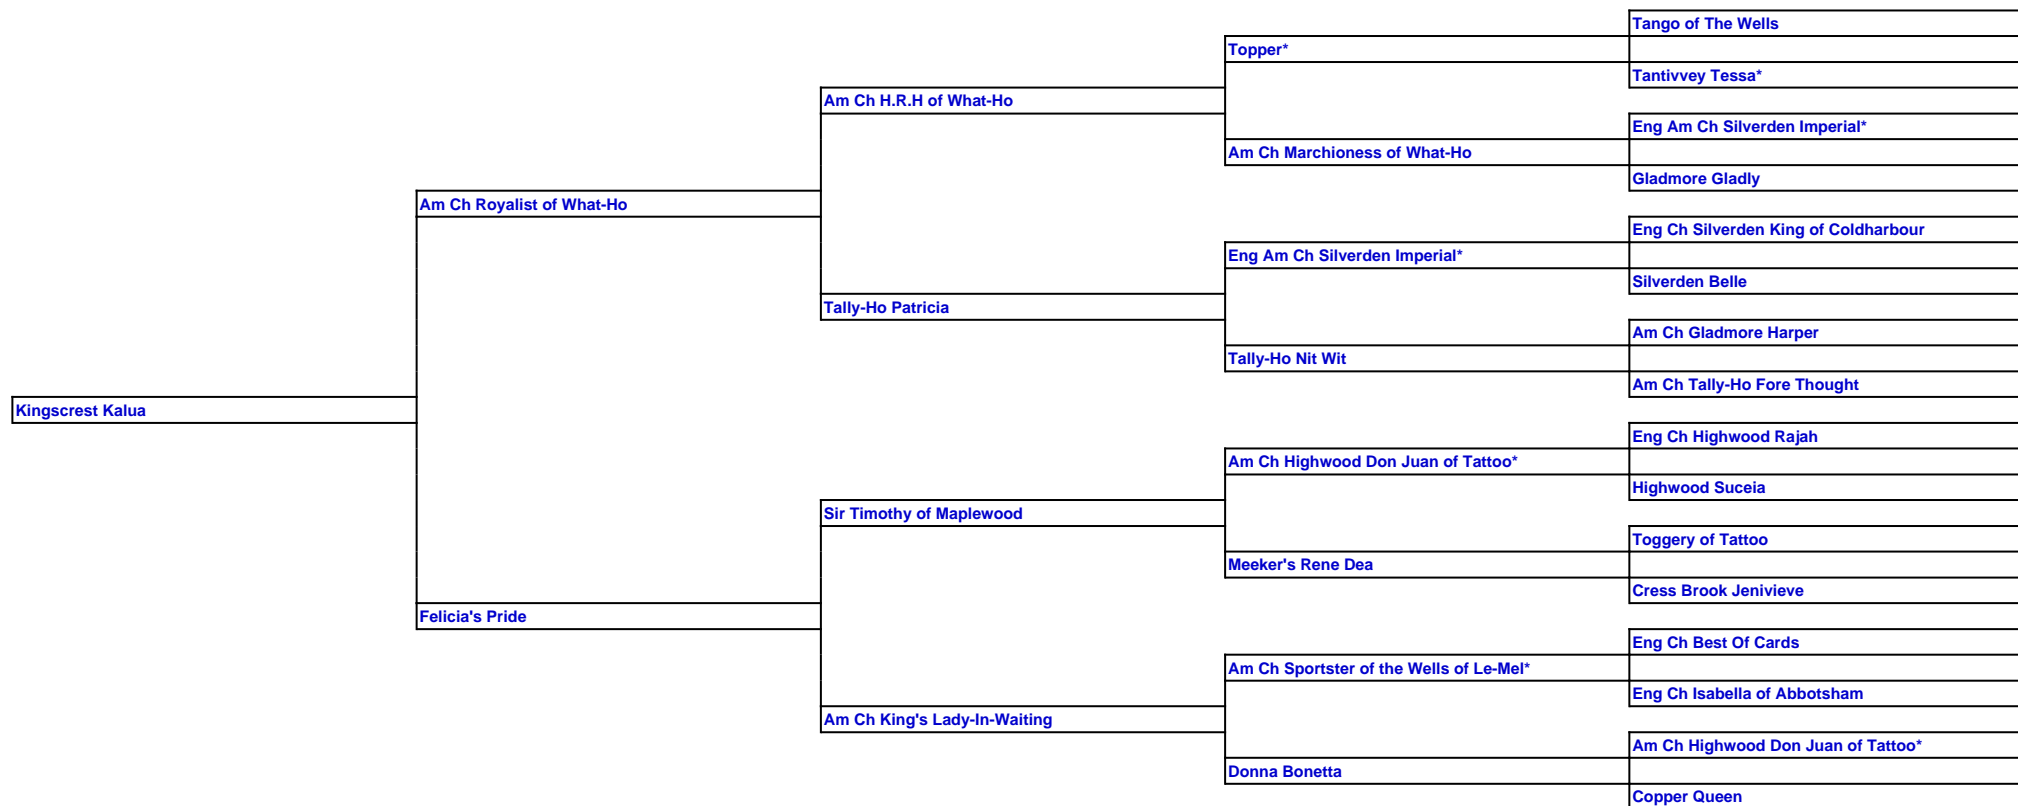 Tango of The Wells
Topper*
Tantivvey Tessa*
Am Ch H.R.H of What-Ho
Eng Am Ch Silverden Imperial*
Am Ch Marchioness of What-Ho
Gladmore Gladly
Am Ch Royalist of What-Ho
Eng Ch Silverden King of Coldharbour
Eng Am Ch Silverden Imperial*
Silverden Belle
Tally-Ho Patricia
Am Ch Gladmore Harper
Tally-Ho Nit Wit
Am Ch Tally-Ho Fore Thought
Kingscrest Kalua
Eng Ch Highwood Rajah
Am Ch Highwood Don Juan of Tattoo*
Highwood Suceia
Sir Timothy of Maplewood
Toggery of Tattoo
Meeker's Rene Dea
Cress Brook Jenivieve
Felicia's Pride
Eng Ch Best Of Cards
Am Ch Sportster of the Wells of Le-Mel*
Eng Ch Isabella of Abbotsham
Am Ch King's Lady-In-Waiting
Am Ch Highwood Don Juan of Tattoo*
Donna Bonetta
Copper Queen